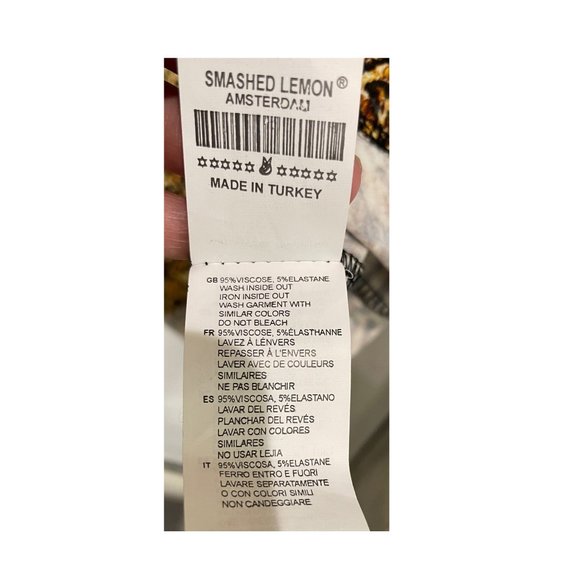 SMASHED LEMON®
AMSTERDAM
MADE IN TURKEY
GB 95%VISCOSE, 5%ELASTANE
WASH INSIDE OUT
IRON INSIDE OUT
WASH GARMENT WITH
SIMILAR COLORS
DO NOT BLEACH
FR 95%VISCOSE, 5%ÉLASTHANNE
LAVEZ À LÉNVERS
REPASSER À L'ENVERS
LAVER AVEC DE COULEURS
SIMILAIRES
NE PAS BLANCHIR
ES 95%VISCOSA, 5%ELASTANO
LAVAR DEL REVÉS
PLANCHAR DEL REVÉS
LAVAR CON COLORES
SIMILARES
NO USAR LEJIA
IT 95%VISCOSA, 5%ELASTANE
FERRO ENTRO E FUORI
LAVARE SEPARATAMENTE
O CON COLORI SIMILI
NON CANDEGGIARE